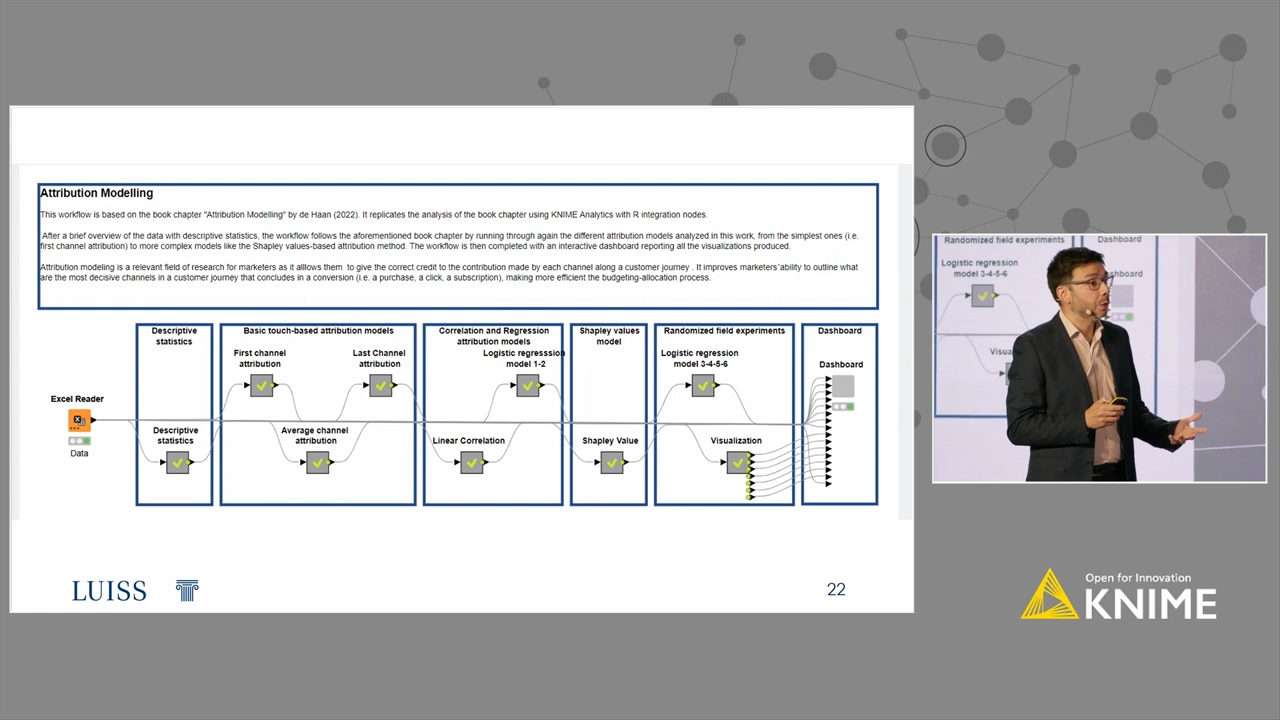 Attribution Modelling
This workflow is based on the book chapter "Attribution Modelling" by de Haan (2022). It replicates the analysis of the book chapter using KNIME Analytics with R integration nodes.
After a brief overview of the data with descriptive statistics, the workflow follows the aforementioned book chapter by running through again the different attribution models analyzed in this work, from the simplest ones (i.e.
first channel attribution) to more complex models like the Shapley values-based attribution method. The workflow is then completed with an interactive dashboard reporting all the visualizations produced.
Attribution modeling is a relevant field of research for marketers as it alllows them to give the correct credit to the contribution made by each channel along a customer journey . It improves marketers´ability to outline what
are the most decisive channels in a customer journey that concludes in a conversion (i.e. a purchase, a click, a subscription), making more efficient the budgeting-allocation process.
Descriptive
statistics
Basic touch-based attribution models
Correlation and Regression
attribution models
Shapley values
model
Randomized field experiments
Dashboard
First channel
attribution
Last Channel
attribution
Logistic regresssion
model 1-2
Logistic regression
model 3-4-5-6
Dashboard
Excel Reader
Data
Descriptive
statistics
Average channel
attribution
Linear Correlation
Shapley Value
Visualization
LUISS
22
Randomized field experiments
Dashboard
Logistic regression
model 3-4-5-6
Open for Innovation
KNIME